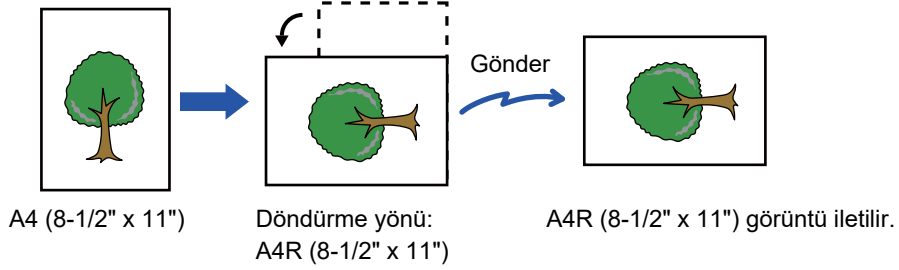 Gönder
A4 (8-1/2" x 11")
Döndürme yönü:
A4R (8-1/2" x 11")
A4R (8-1/2" x 11") görüntü iletilir.